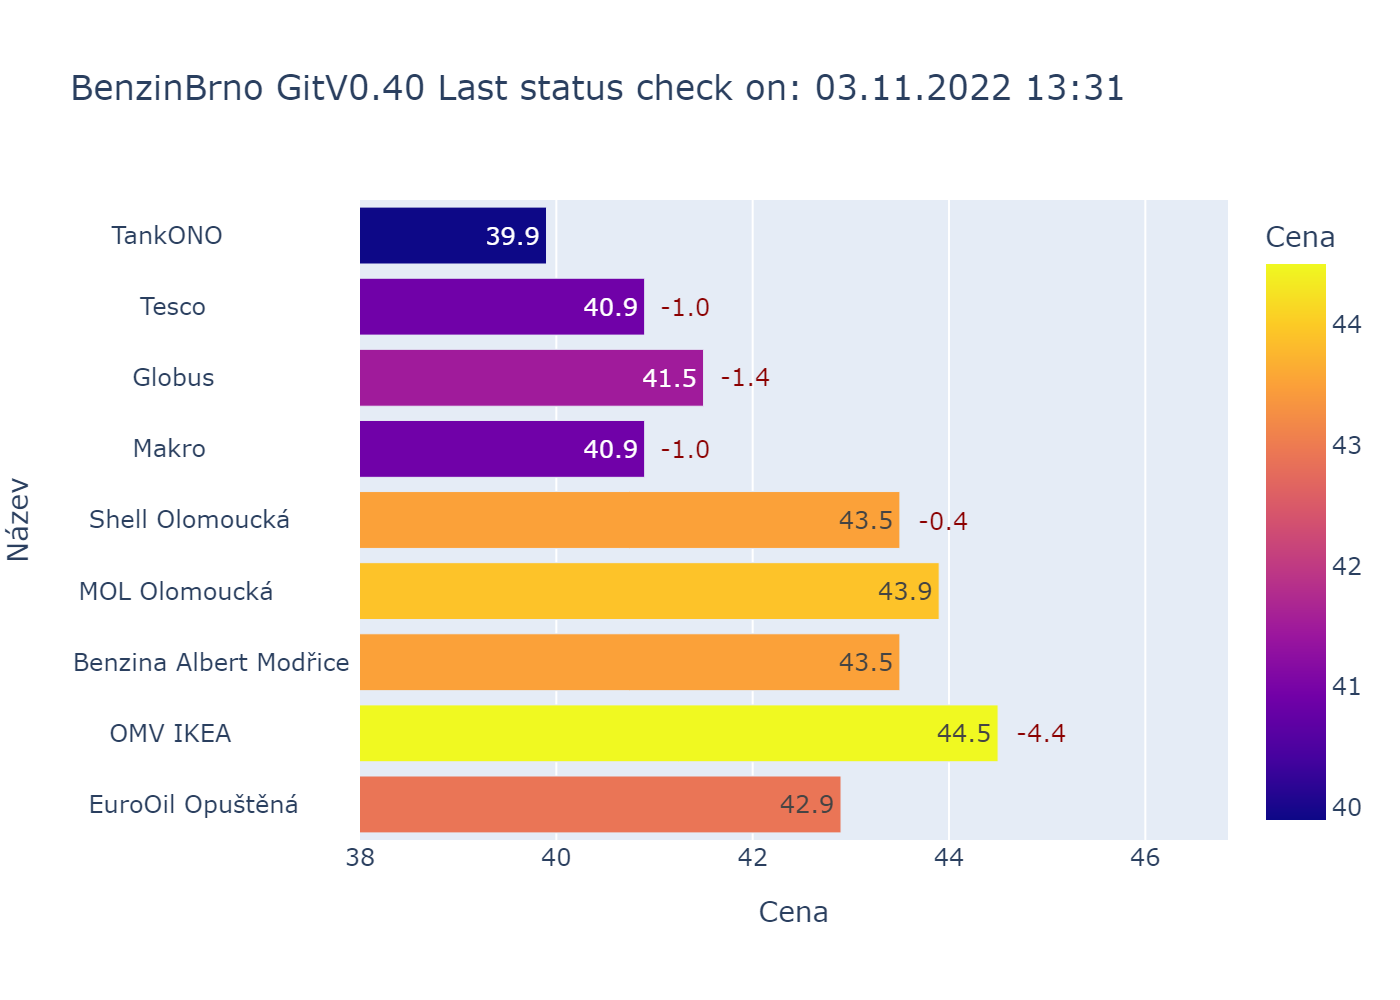 BenzinBrno GitV0.40 Last status check on: 03.11.2022 13:31
Název
TankONO 39.9
Tesco 40.9 -1.0
Globus 41.5 -1.4
Makro 40.9 -1.0
Shell Olomoucká 43.5 -0.4
MOL Olomoucká 43.9
Benzina Albert Modřice 43.5
OMV IKEA 44.5 -4.4
EuroOil Opuštěná 42.9
38 40 42 44 46
Cena
Cena
44
43
42
41
40